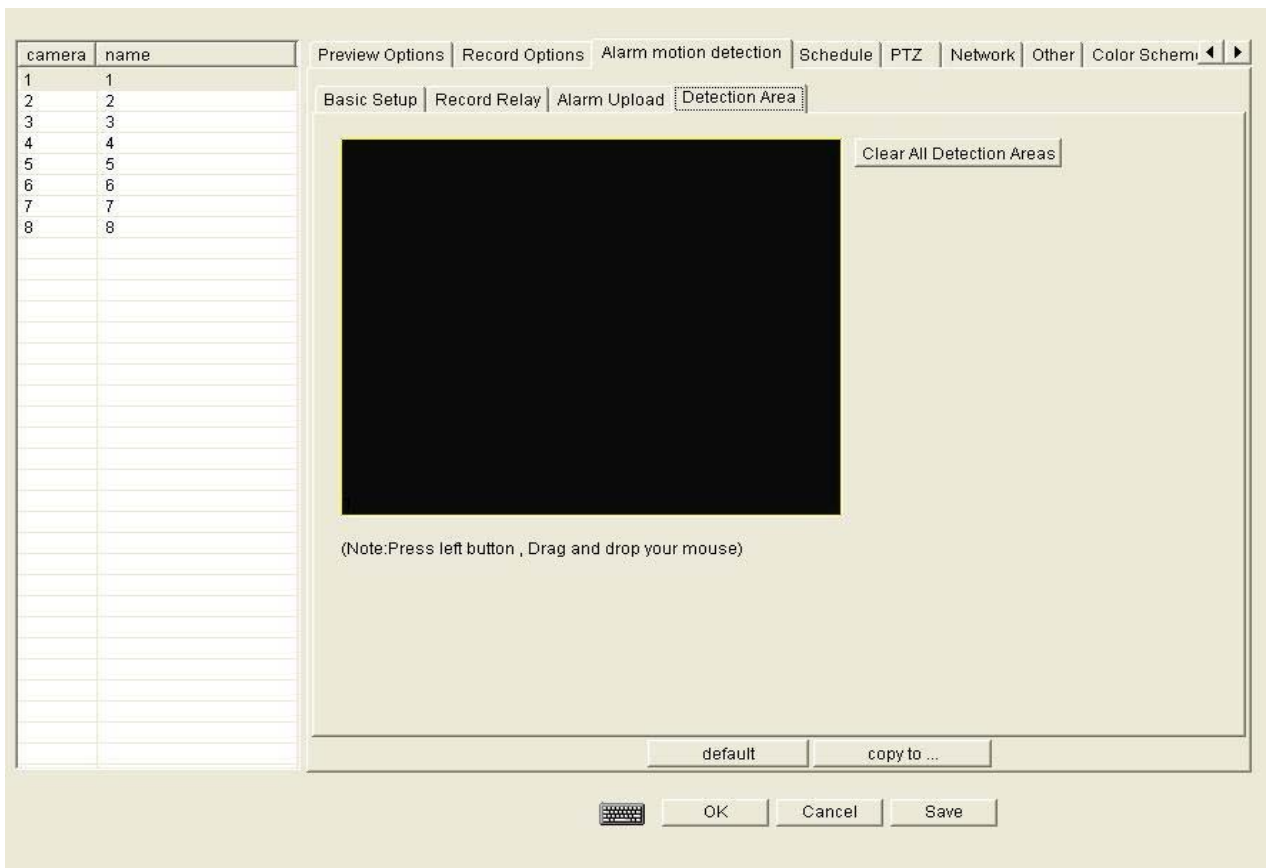 camera name
1 1
2 2
3 3
4 4
5 5
6 6
7 7
8 8
Preview Options Record Options Alarm motion detection Schedule PTZ Network Other Color Schem
Basic Setup Record Relay Alarm Upload Detection Area
Clear All Detection Areas
(Note:Press left button , Drag and drop your mouse)
default copy to ...
OK Cancel Save